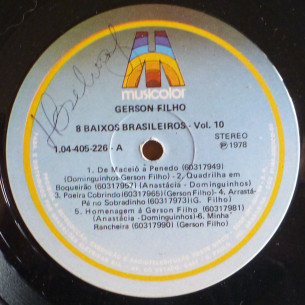 musicolor
GERSON FILHO
8 BAIXOS BRASILEIROS - Vol. 10
STEREO
1.04-405-226 - A
℗ 1978
1. De Maceió à Penedo (60317949)
(Dominguinhos-Gerson Filho) - 2. Quadrilha em
Boqueirão (60317957) (Anastácia - Dominguinhos)
3. Poeira Cobrindo (60317965) (Gerson Filho) - 4. Arrasta-
Pé no Sobradinho (60317973) (G. Filho)
5. Homenagem à Gerson Filho (60317981)
(Anastácia - Dominguinhos) - 6. Minha
Rancheira (60317990) (Gerson Filho)